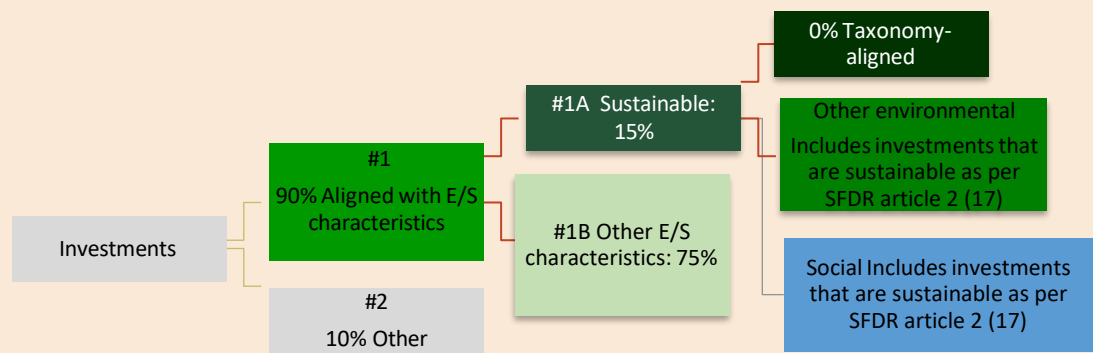 Investments
#1
90% Aligned with E/S
characteristics
#2
10% Other
#1A Sustainable:
15%
#1B Other E/S
characteristics: 75%
0% Taxonomy-
aligned
Other environmental
Includes investments that
are sustainable as per
SFDR article 2 (17)
Social Includes investments
that are sustainable as per
SFDR article 2 (17)